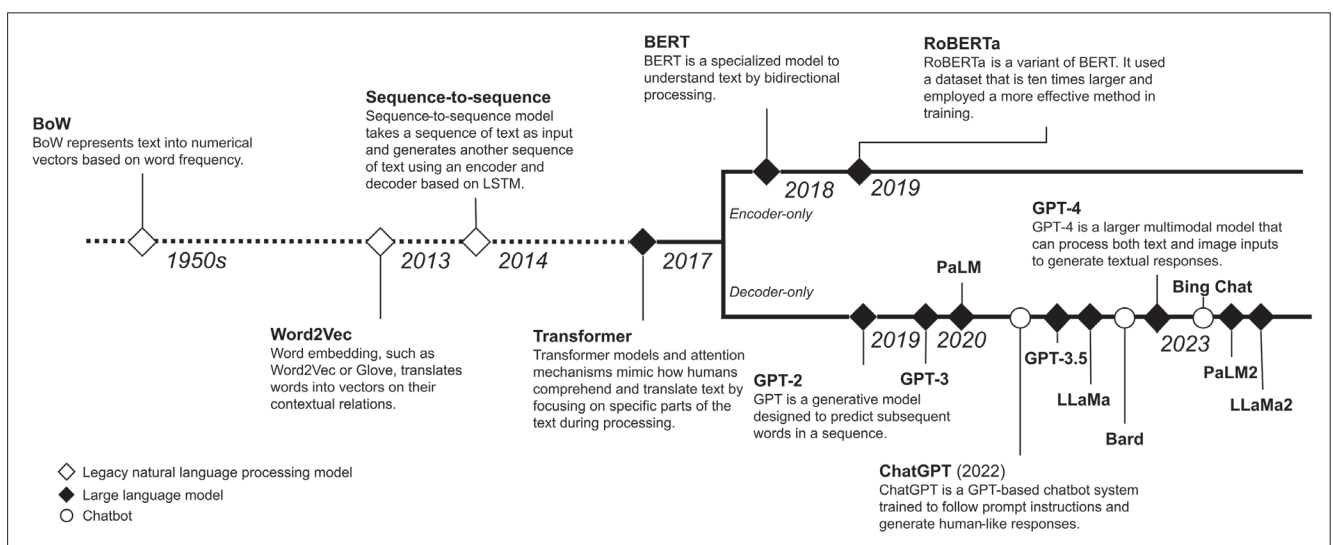 BoW
BoW represents text into numerical
vectors based on word frequency.
Sequence-to-sequence
Sequence-to-sequence model
takes a sequence of text as input
and generates another sequence
of text using an encoder and
decoder based on LSTM.
BERT
BERT is a specialized model to
understand text by bidirectional
processing.
RoBERTa
RoBERTa is a variant of BERT. It used
a dataset that is ten times larger and
employed a more effective method in
training.
2018
2019
Encoder-only
1950s
2013
2014
2017
Decoder-only
GPT-4
GPT-4 is a larger multimodal model that
can process both text and image inputs
to generate textual responses.
PaLM
Bing Chat
2019
2020
2023
Word2Vec
Word embedding, such as
Word2Vec or Glove, translates
words into vectors on their
contextual relations.
Transformer
Transformer models and attention
mechanisms mimic how humans
comprehend and translate text by
focusing on specific parts of the
text during processing.
GPT-2
GPT is a generative model
designed to predict subsequent
words in a sequence.
GPT-3
GPT-3.5
LLaMa
Bard
PaLM2
LLaMa2
ChatGPT (2022)
ChatGPT is a GPT-based chatbot system
trained to follow prompt instructions and
generate human-like responses.
Legacy natural language processing model
Large language model
Chatbot